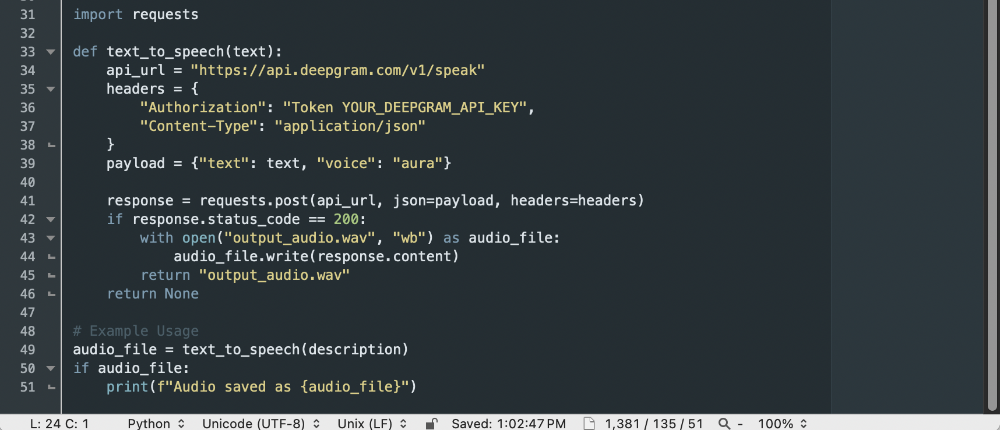 31 import requests
32
33 def text_to_speech(text):
34     api_url = "https://api.deepgram.com/v1/speak"
35     headers = {
36         "Authorization": "Token YOUR_DEEPGRAM_API_KEY",
37         "Content-Type": "application/json"
38     }
39     payload = {"text": text, "voice": "aura"}
40
41     response = requests.post(api_url, json=payload, headers=headers)
42     if response.status_code == 200:
43         with open("output_audio.wav", "wb") as audio_file:
44             audio_file.write(response.content)
45         return "output_audio.wav"
46     return None
47
48 # Example Usage
49 audio_file = text_to_speech(description)
50 if audio_file:
51     print(f"Audio saved as {audio_file}")
L: 24 C: 1 Python Unicode (UTF-8) Unix (LF) Saved: 1:02:47 PM 1,381 / 135 / 51 - 100%